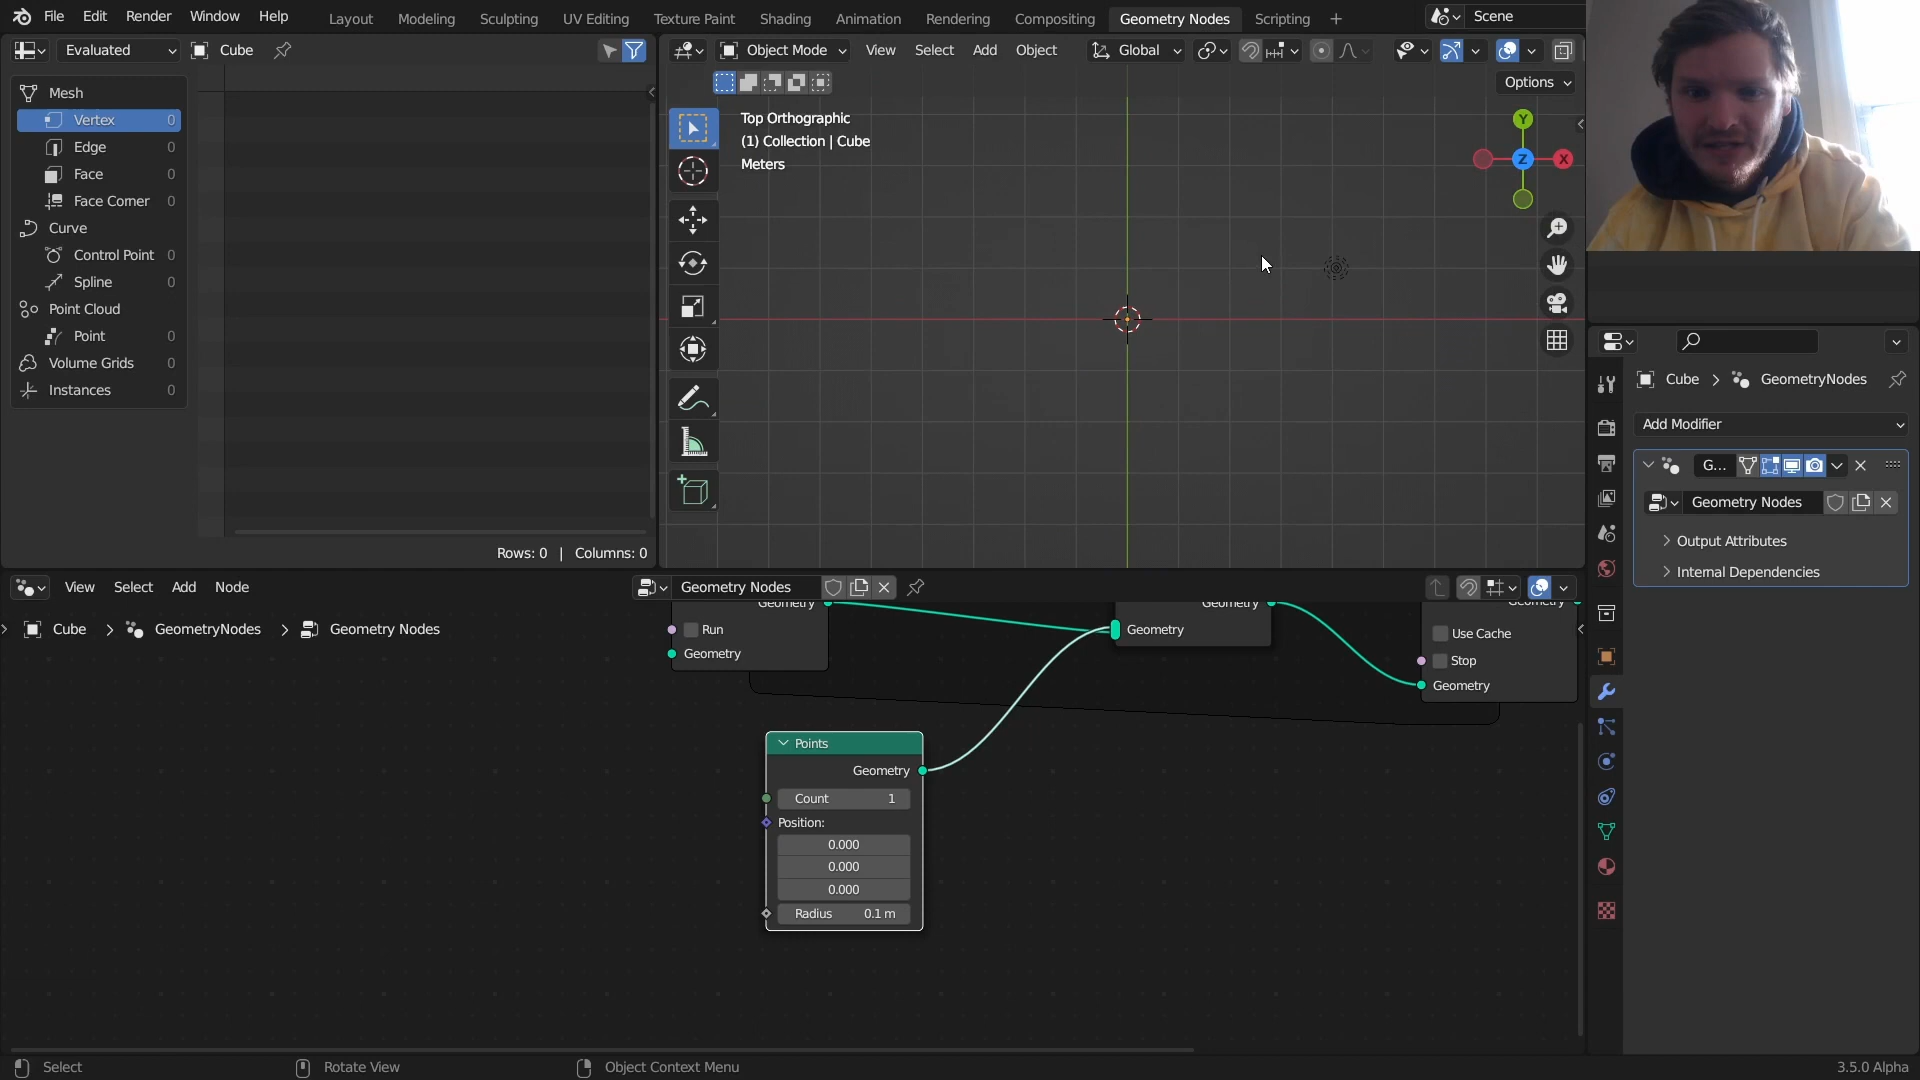 File Edit Render Window Help
Layout Modeling Sculpting UV Editing Texture Paint Shading Animation Rendering Compositing Geometry Nodes Scripting +
Scene
Evaluated Cube
Object Mode View Select Add Object Global
Options
Mesh
Vertex 0
Edge 0
Face 0
Face Corner 0
Curve
Control Point 0
Spline 0
Point Cloud
Point 0
Volume Grids 0
Instances 0
Rows: 0 | Columns: 0
Top Orthographic
(1) Collection | Cube
Meters
Y
Z
X
Cube > GeometryNodes
Add Modifier
G...
Geometry Nodes
Output Attributes
Internal Dependencies
View Select Add Node
Geometry Nodes
Cube > GeometryNodes > Geometry Nodes
Geometry
Run
Geometry
Geometry
Geometry
Geometry
Use Cache
Stop
Geometry
Points
Geometry
Count 1
Position:
0.000
0.000
0.000
Radius 0.1 m
Select
Rotate View
Object Context Menu
3.5.0 Alpha